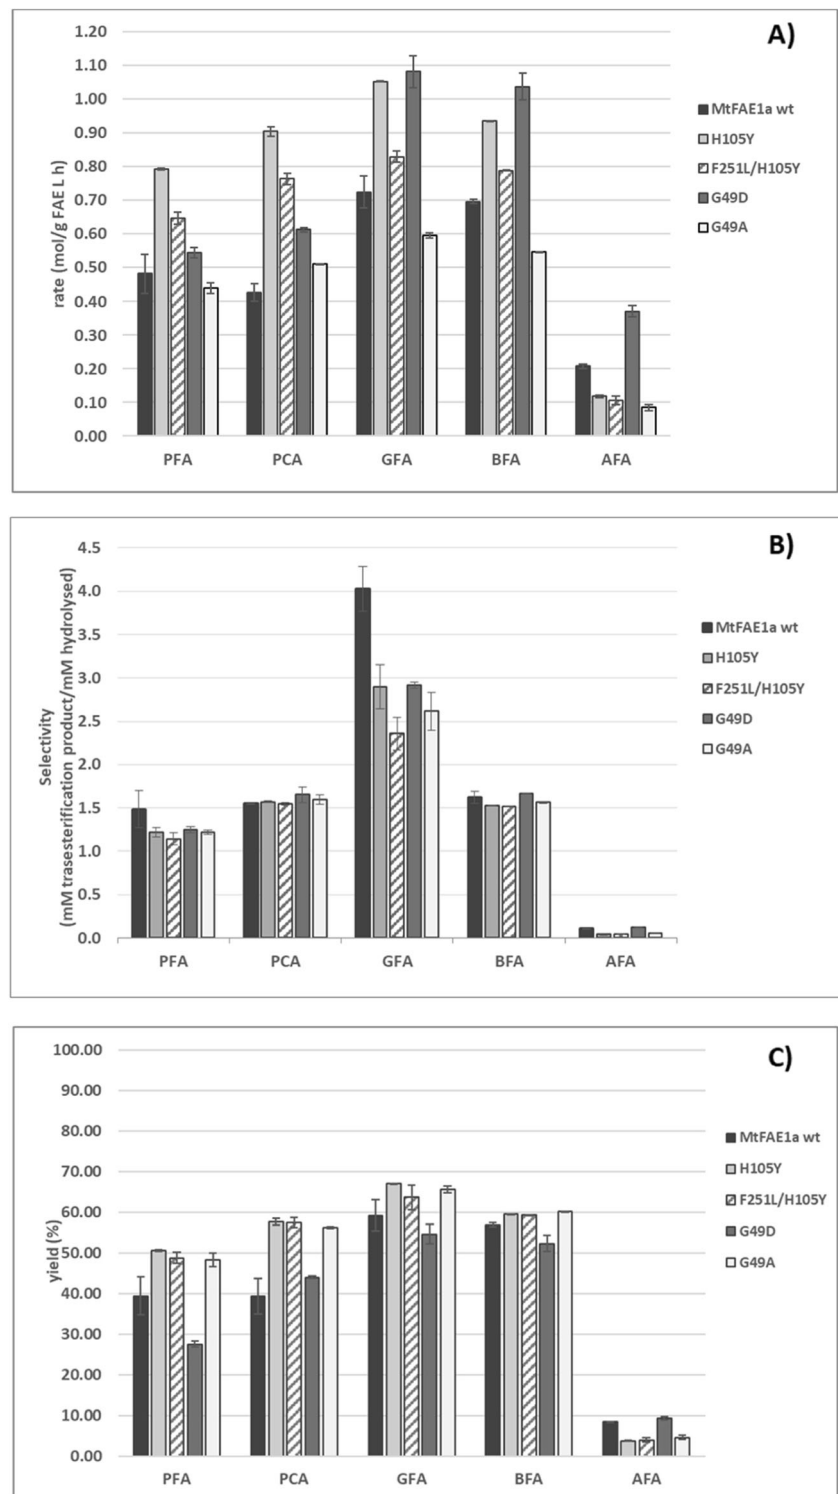 A)
1.20
1.10
1.00
0.90
0.80
0.70
0.60
0.50
0.40
0.30
0.20
0.10
0.00
rate (mol/g FAE L h)
PFA PCA GFA BFA AFA
MtFAE1a wt
H105Y
F251L/H105Y
G49D
G49A
B)
4.5
4.0
3.5
3.0
2.5
2.0
1.5
1.0
0.5
0.0
Selectivity
(mM trasesterification product/mM hydrolysed)
PFA PCA GFA BFA AFA
MtFAE1a wt
H105Y
F251L/H105Y
G49D
G49A
C)
100.00
90.00
80.00
70.00
60.00
50.00
40.00
30.00
20.00
10.00
0.00
yield (%)
PFA PCA GFA BFA AFA
MtFAE1a wt
H105Y
F251L/H105Y
G49D
G49A